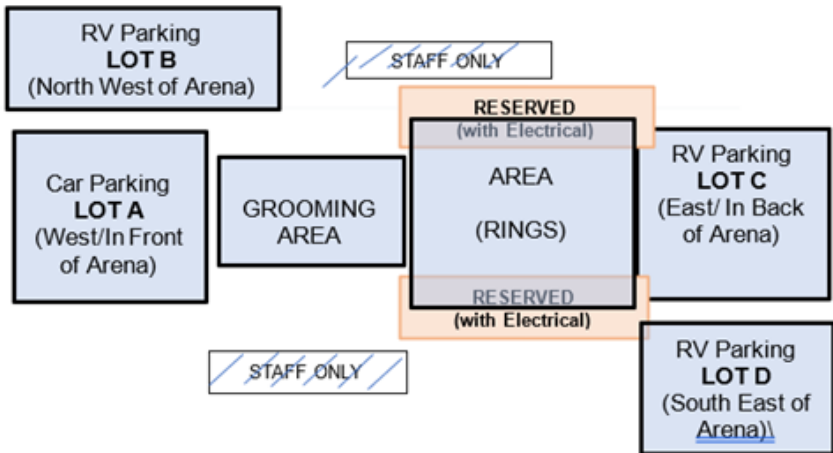 RV Parking
LOT B
(North West of Arena)
STAFF ONLY
RESERVED
(with Electrical)
Car Parking
LOT A
(West/In Front
of Arena)
GROOMING
AREA
AREA
(RINGS)
RV Parking
LOT C
(East/ In Back
of Arena)
RESERVED
(with Electrical)
STAFF ONLY
RV Parking
LOT D
(South East of
Arena)\